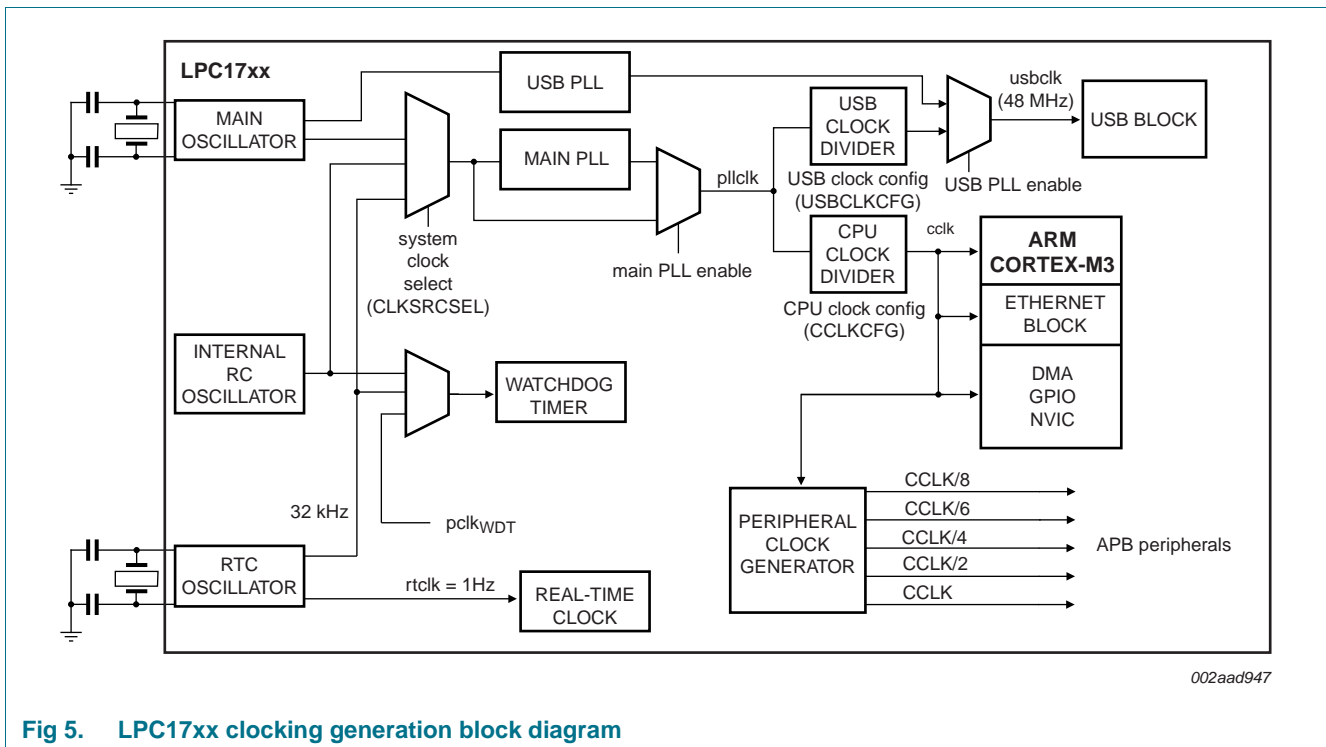 LPC17xx
MAIN
OSCILLATOR
USB PLL
MAIN PLL
system
clock
select
(CLKSRCSEL)
main PLL enable
pllclk
USB
CLOCK
DIVIDER
USB clock config
(USBCLKCFG)
usbclk
(48 MHz)
USB BLOCK
USB PLL enable
CPU
CLOCK
DIVIDER
CPU clock config
(CCLKCFG)
cclk
ARM
CORTEX-M3
ETHERNET
BLOCK
DMA
GPIO
NVIC
INTERNAL
RC
OSCILLATOR
WATCHDOG
TIMER
32 kHz
pclkWDT
RTC
OSCILLATOR
rtclk = 1Hz
REAL-TIME
CLOCK
PERIPHERAL
CLOCK
GENERATOR
CCLK/8
CCLK/6
CCLK/4
CCLK/2
CCLK
APB peripherals
002aad947
Fig 5. LPC17xx clocking generation block diagram